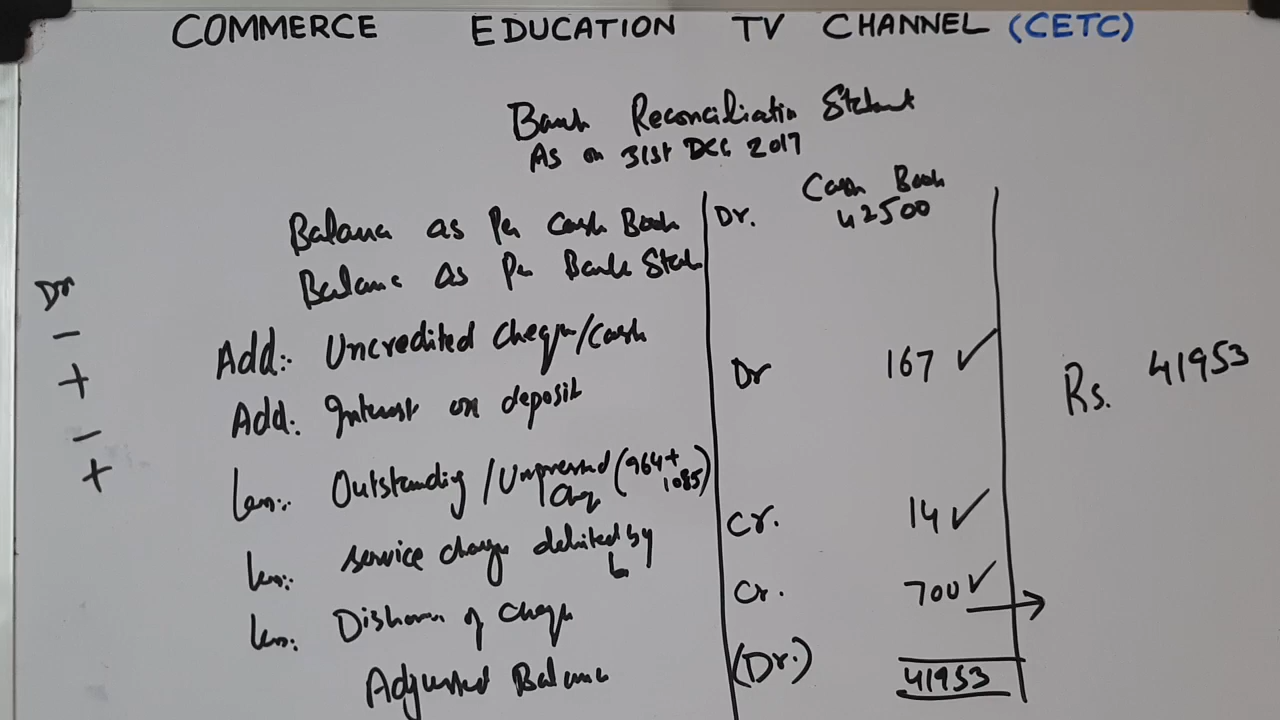 COMMERCE EDUCATION TV CHANNEL (CETC)
Bank Reconciliation Statement
As on 31st DEC 2017
Cash Book
Balance as Per Cash Book Dr. 42500
Balance as Per Bank Stat
Dr
Add:. Uncredited Cheque/Cash Dr 167 ✓
-
Rs. 41953
+
Add:. Interest on deposit
-
Less:. Outstanding /Unpresented Cheq (964+1085) Cr. 14 ✓
+
Less:. Service charge debited by b Cr. 700 ✓ →
Less:. Dishonor of Cheque
Adjusted Balance (Dr.) 41953